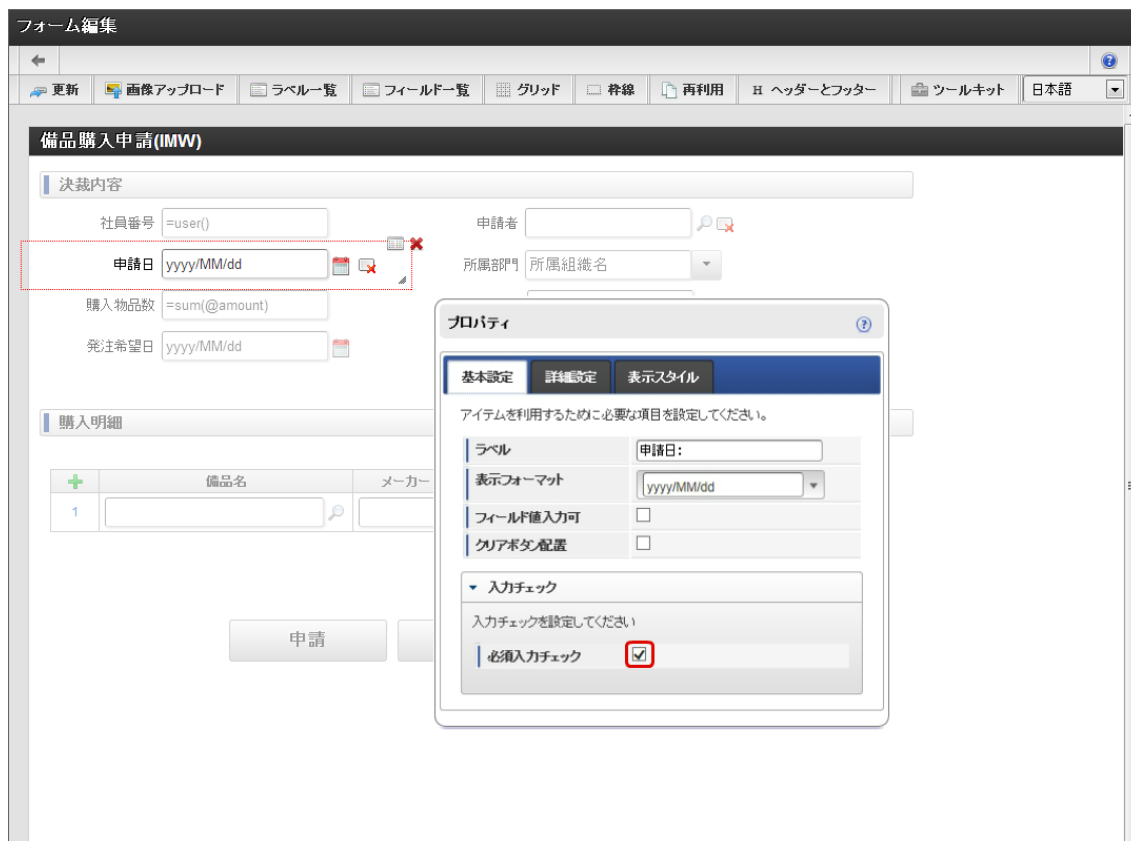 フォーム編集
更新 画像アップロード ラベル一覧 フィールド一覧 グリッド 枠線 再利用 H ヘッダーとフッター ツールキット 日本語
備品購入申請(IMW)
決裁内容
社員番号 =user() 申請者
申請日 yyyy/MM/dd 所属部門 所属組織名
購入物品数 =sum(@amount)
発注希望日 yyyy/MM/dd
購入明細
備品名 メーカー
1
申請
プロパティ
基本設定 詳細設定 表示スタイル
アイテムを利用するために必要な項目を設定してください。
ラベル 申請日:
表示フォーマット yyyy/MM/dd
フィールド値入力可
クリアボタン配置
入力チェック
入力チェックを設定してください
必須入力チェック